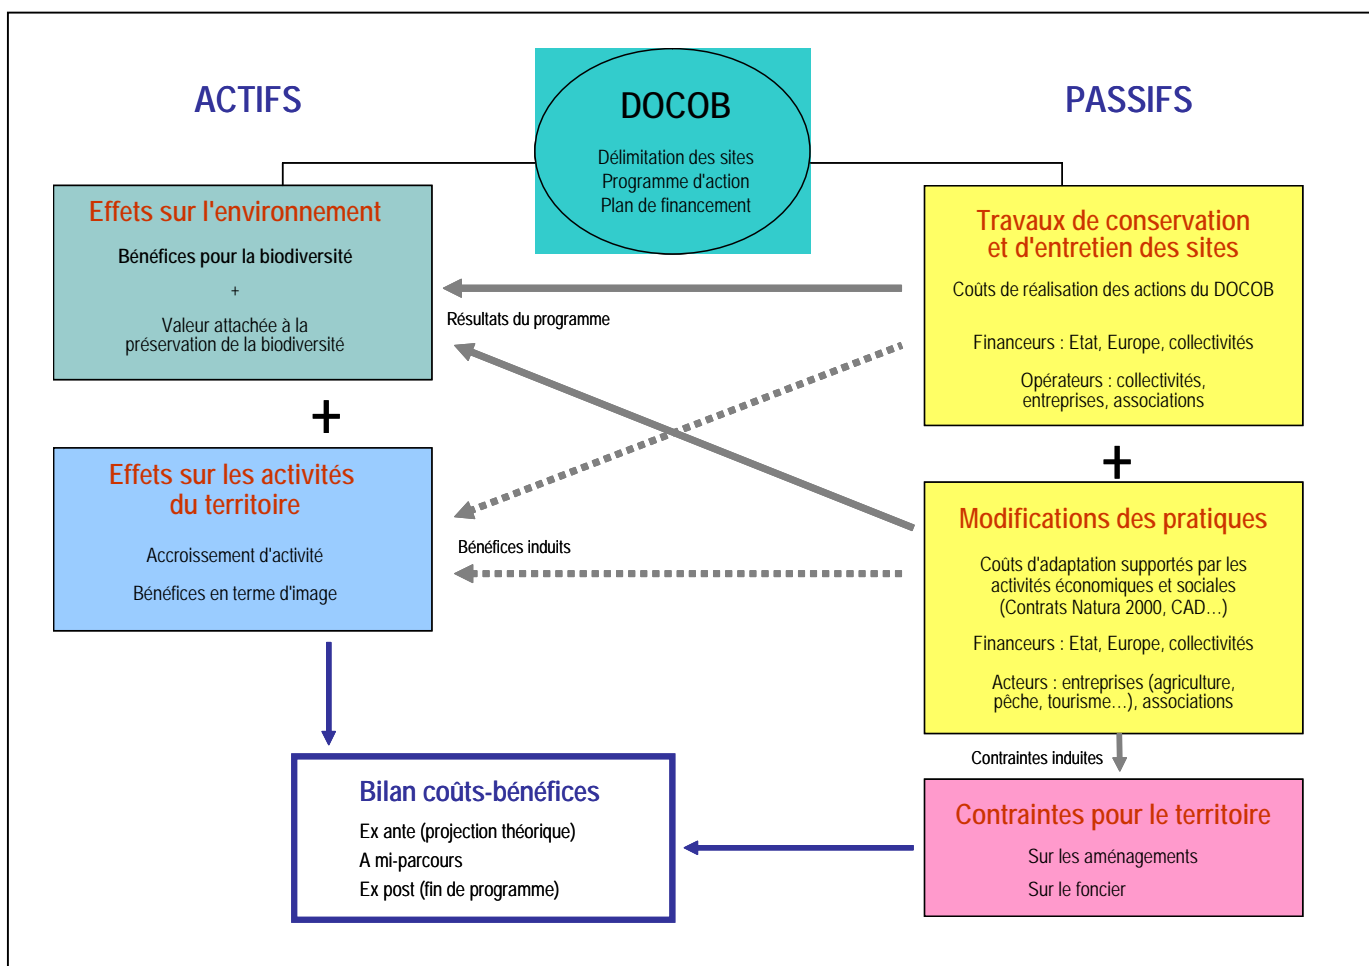 ACTIFS
DOCOB
PASSIFS
Délimitation des sites
Programme d'action
Plan de financement
Effets sur l'environnement
Bénéfices pour la biodiversité
+
Valeur attachée à la
préservation de la biodiversité
+
Effets sur les activités
du territoire
Accroissement d'activité
Bénéfices en terme d'image
Résultats du programme
Bénéfices induits
Travaux de conservation
et d'entretien des sites
Coûts de réalisation des actions du DOCOB
Financeurs : Etat, Europe, collectivités
Opérateurs : collectivités,
entreprises, associations
+
Modifications des pratiques
Coûts d'adaptation supportés par les
activités économiques et sociales
(Contrats Natura 2000, CAD…)
Financeurs : Etat, Europe, collectivités
Acteurs : entreprises (agriculture,
pêche, tourisme…), associations
Contraintes induites
Contraintes pour le territoire
Sur les aménagements
Sur le foncier
Bilan coûts-bénéfices
Ex ante (projection théorique)
A mi-parcours
Ex post (fin de programme)